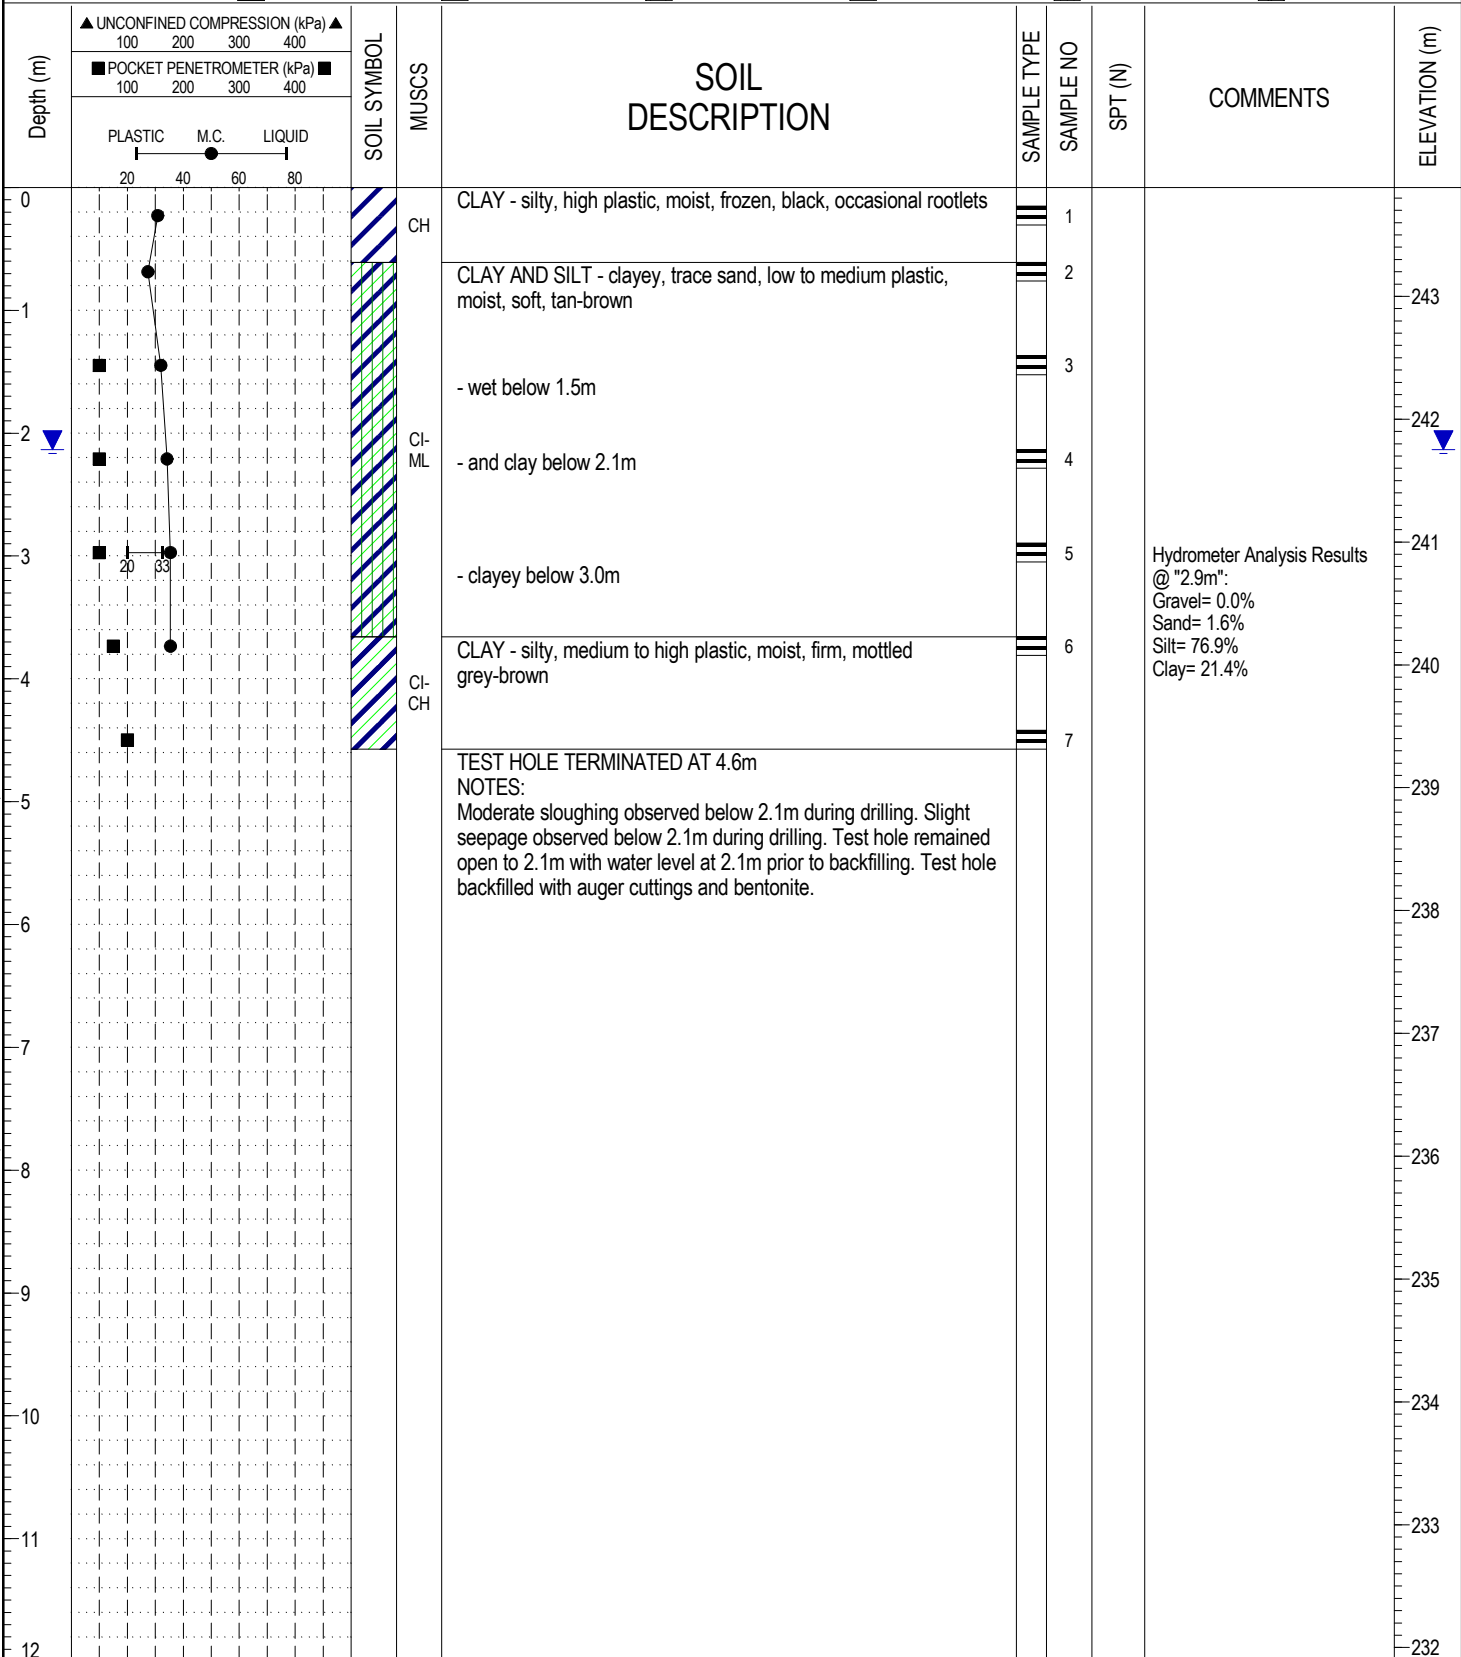 Depth (m)
▲ UNCONFINED COMPRESSION (kPa) ▲
100 200 300 400
■ POCKET PENETROMETER (kPa) ■
100 200 300 400
PLASTIC M.C. LIQUID
20 40 60 80
SOIL SYMBOL
MUSCS
SOIL
DESCRIPTION
SAMPLE TYPE
SAMPLE NO
SPT (N)
COMMENTS
ELEVATION (m)
0
CH
CLAY - silty, high plastic, moist, frozen, black, occasional rootlets
1
CLAY AND SILT - clayey, trace sand, low to medium plastic,
moist, soft, tan-brown
2
1
243
3
- wet below 1.5m
2
242
CI-
ML
- and clay below 2.1m
4
3
20 33
- clayey below 3.0m
5
241
Hydrometer Analysis Results
@ "2.9m":
Gravel= 0.0%
Sand= 1.6%
Silt= 76.9%
Clay= 21.4%
CLAY - silty, medium to high plastic, moist, firm, mottled
grey-brown
6
240
4
CI-
CH
7
TEST HOLE TERMINATED AT 4.6m
NOTES:
Moderate sloughing observed below 2.1m during drilling. Slight
seepage observed below 2.1m during drilling. Test hole remained
open to 2.1m with water level at 2.1m prior to backfilling. Test hole
backfilled with auger cuttings and bentonite.
5
239
6
238
7
237
8
236
9
235
10
234
11
233
12
232